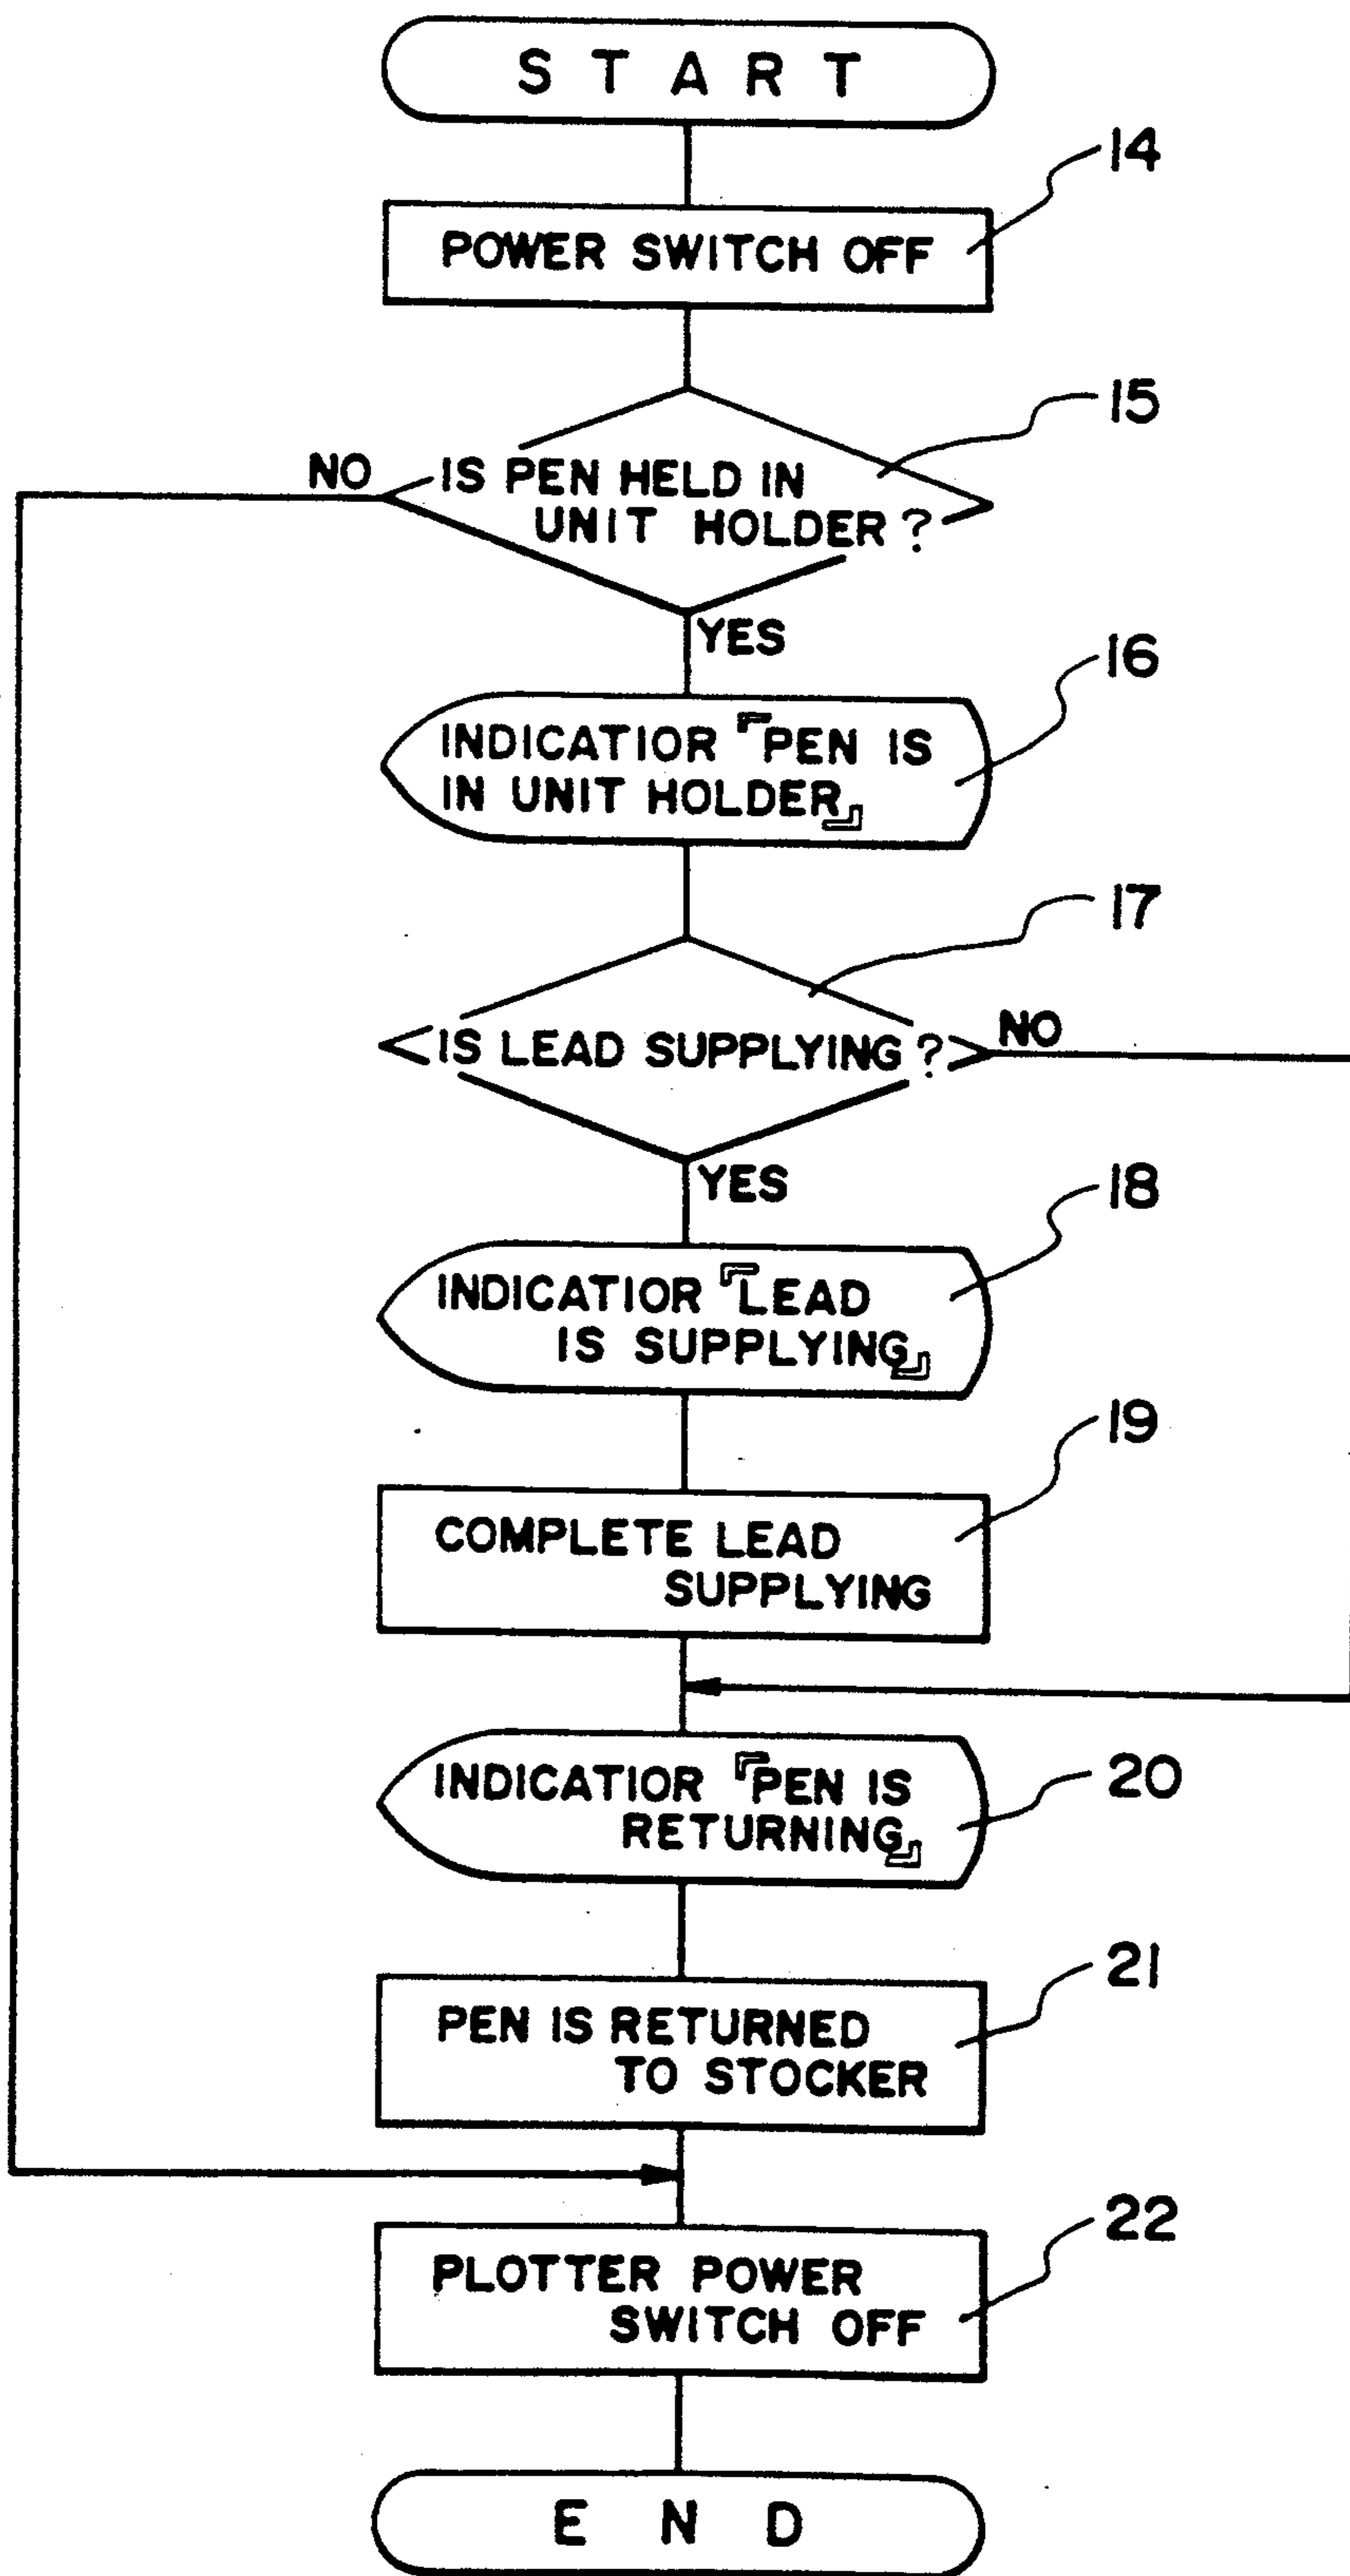 START
14
POWER SWITCH OFF
15
NO
IS PEN HELD IN
UNIT HOLDER?
YES
16
INDICATIOR『PEN IS
IN UNIT HOLDER』
17
IS LEAD SUPPLYING?
NO
YES
18
INDICATIOR『LEAD
IS SUPPLYING』
19
COMPLETE LEAD
SUPPLYING
20
INDICATIOR『PEN IS
RETURNING』
21
PEN IS RETURNED
TO STOCKER
22
PLOTTER POWER
SWITCH OFF
END